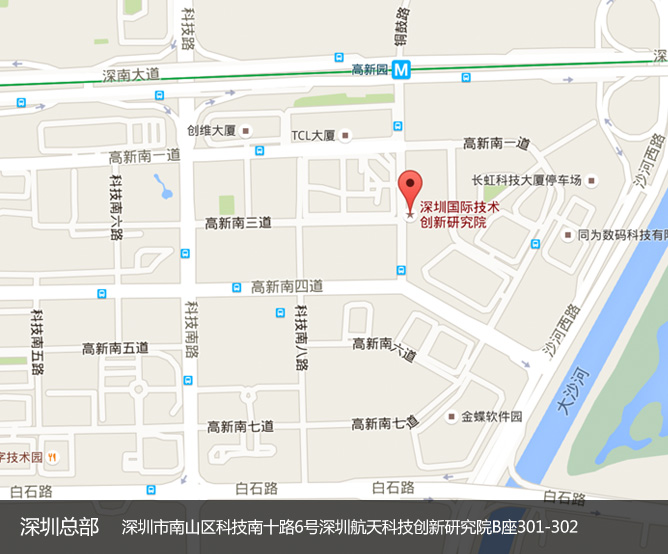 科技路
铜鼓路
深南大道
高新园
M
深
创维大厦
TCL大厦
高新南一道
高新南一道
沙河西路
科技南六路
长虹科技大厦停车场
深圳国际技术
创新研究院
高新南三道
同为数码科技有限
高新南四道
科技南五路
科技南路
科技南八路
沙河西路
高新南五道
高新南六道
大沙河
高新南七道
高新南七道
金蝶软件园
字技术园
白石路
白石路
白石路
白石路
深圳总部
深圳市南山区科技南十路6号深圳航天科技创新研究院B座301-302